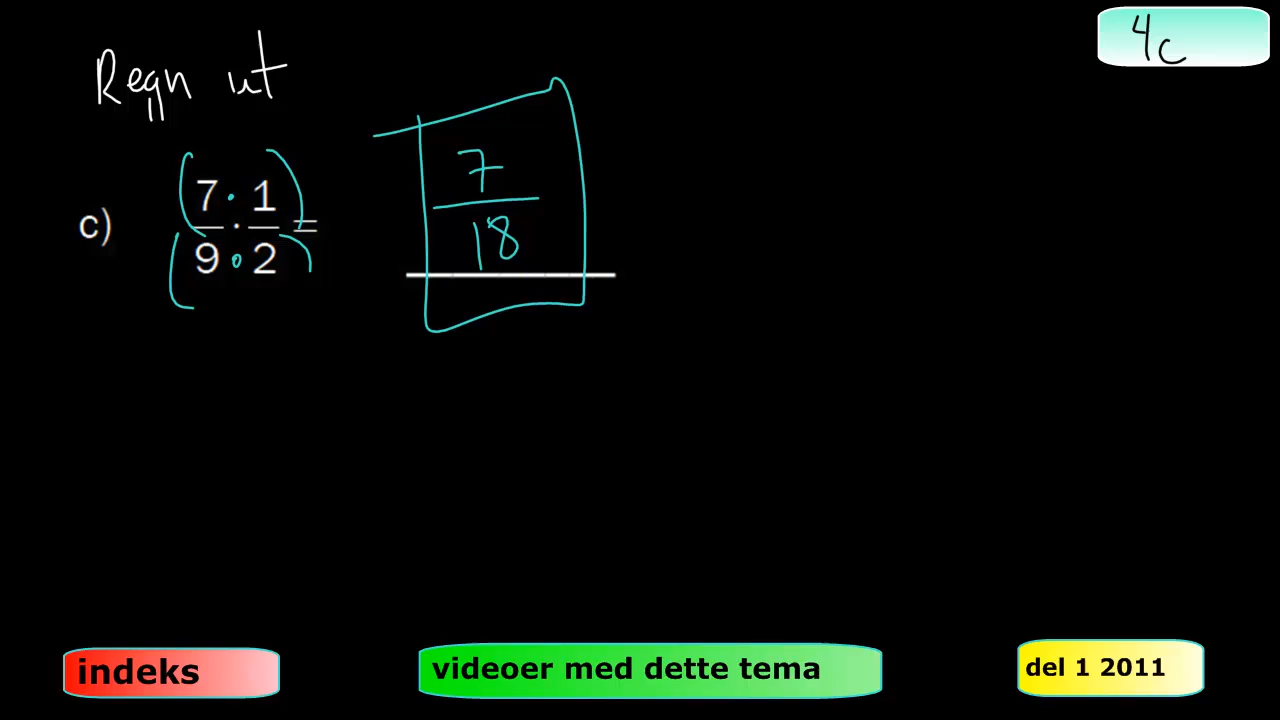 4c
Regn ut
c) 7/9 · 1/2 = 7/18
indeks
videoer med dette tema
del 1 2011